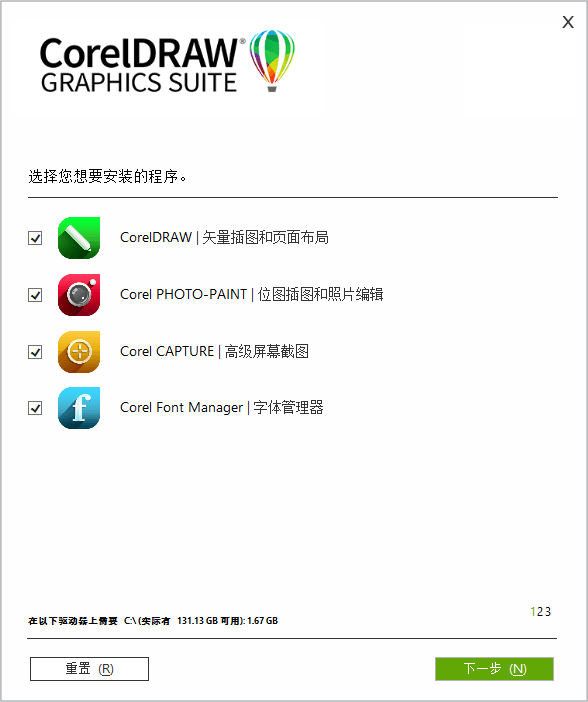 X
CorelDRAW®
GRAPHICS SUITE
选择您想要安装的程序。
CorelDRAW | 矢量插图和页面布局
Corel PHOTO-PAINT | 位图插图和照片编辑
Corel CAPTURE | 高级屏幕截图
Corel Font Manager | 字体管理器
f
123
在以下驱动器上需要 C:\ (实际有 131.13 GB 可用): 1.67 GB
重置 (R)
下一步 (N)